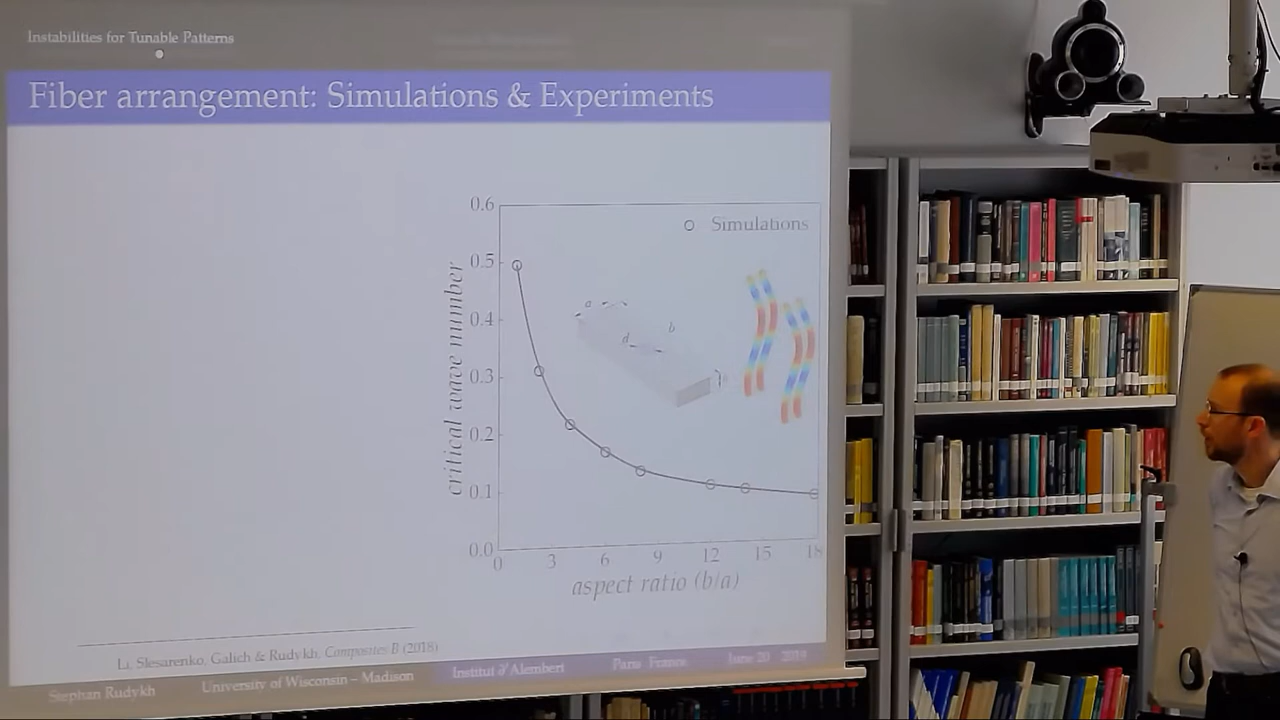 Instabilities for Tunable Patterns
Fiber arrangement: Simulations & Experiments
0.6
0.5
0.4
0.3
0.2
0.1
0.0
critical wave number
Simulations
a
b
d
0 3 6 9 12 15 18
aspect ratio (b/a)
Li, Slesarenko, Galich & Rudykh, Composites B (2018)
Stephan Rudykh University of Wisconsin – Madison Institut ∂'Alembert Paris France June 20